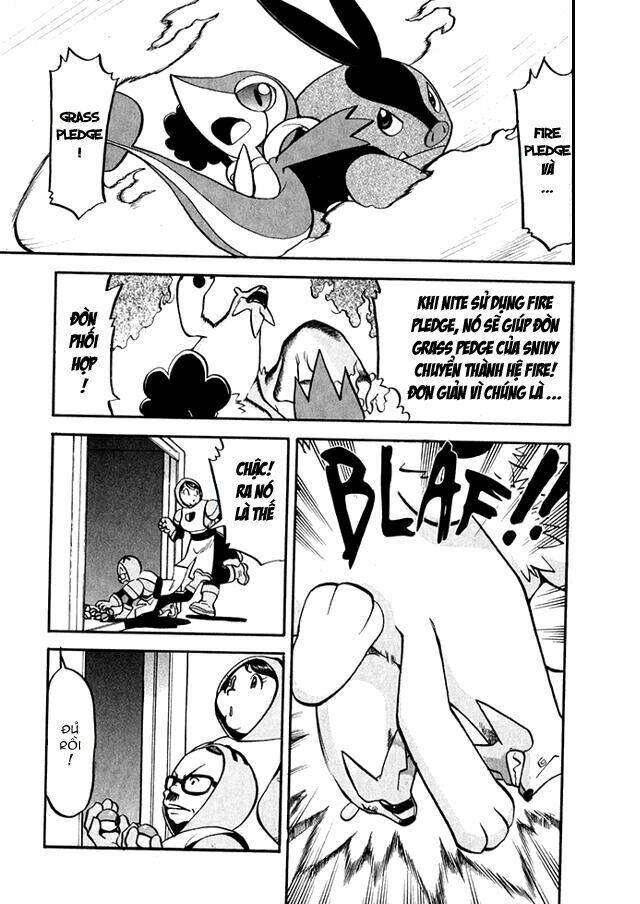 FIRE
PLEDGE
VÀ
...
GRASS
PLEDGE
!
KHI NITE SỬ DỤNG FIRE
PLEDGE, NÓ SẼ GIÚP ĐÒN
GRASS PEDGE CỦA SNIVY
CHUYỂN THÀNH HỆ FIRE!
ĐƠN GIẢN VÌ CHÚNG LÀ ...
ĐÒN
PHỐI
HỢP
!
BLAF!!
CHẬC!
RA NÓ
LÀ THẾ
ĐỦ
RỒI
!